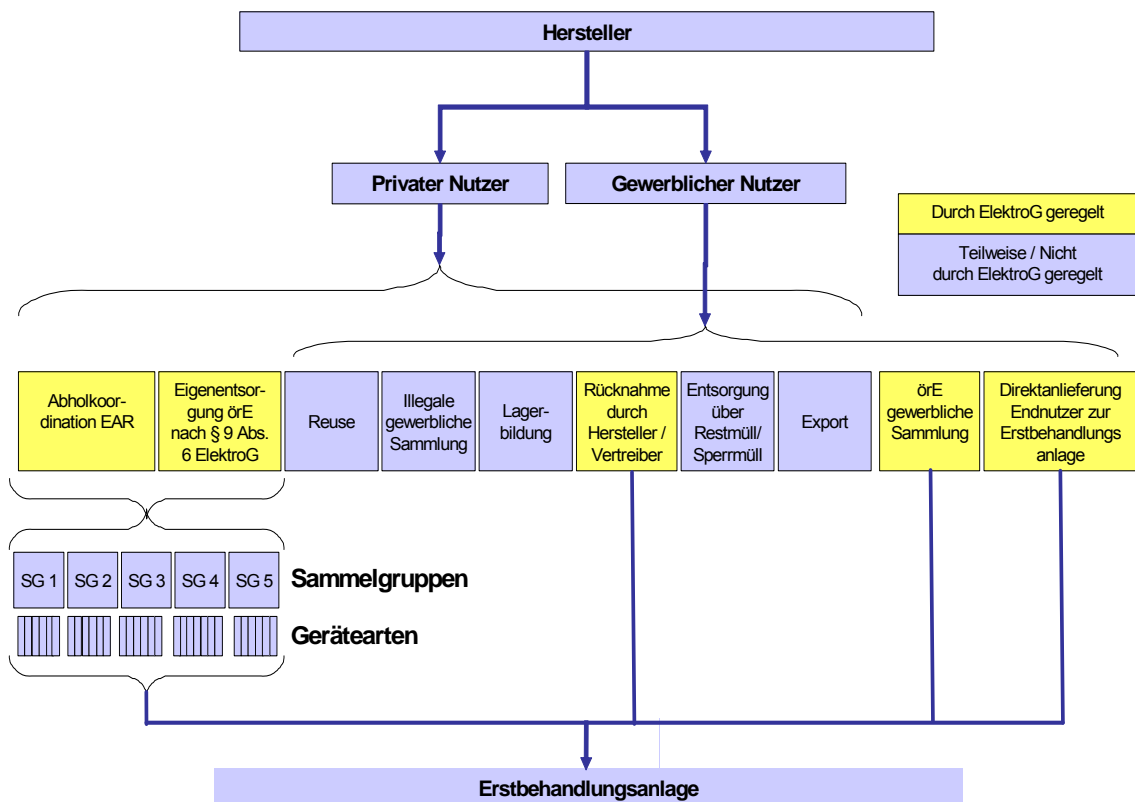 Hersteller
Privater Nutzer
Gewerblicher Nutzer
Durch ElektroG geregelt
Teilweise / Nicht
durch ElektroG geregelt
Abholkoor-
dination EAR
Eigenentsor-
gung örE
nach § 9 Abs.
6 ElektroG
Reuse
Illegale
gewerbliche
Sammlung
Lager-
bildung
Rücknahme
durch
Hersteller /
Vertreiber
Entsorgung
über
Restmüll/
Sperrmüll
Export
örE
gewerbliche
Sammlung
Direktanlieferung
Endnutzer zur
Erstbehandlungs
anlage
SG 1
SG 2
SG 3
SG 4
SG 5
Sammelgruppen
Gerätearten
Erstbehandlungsanlage